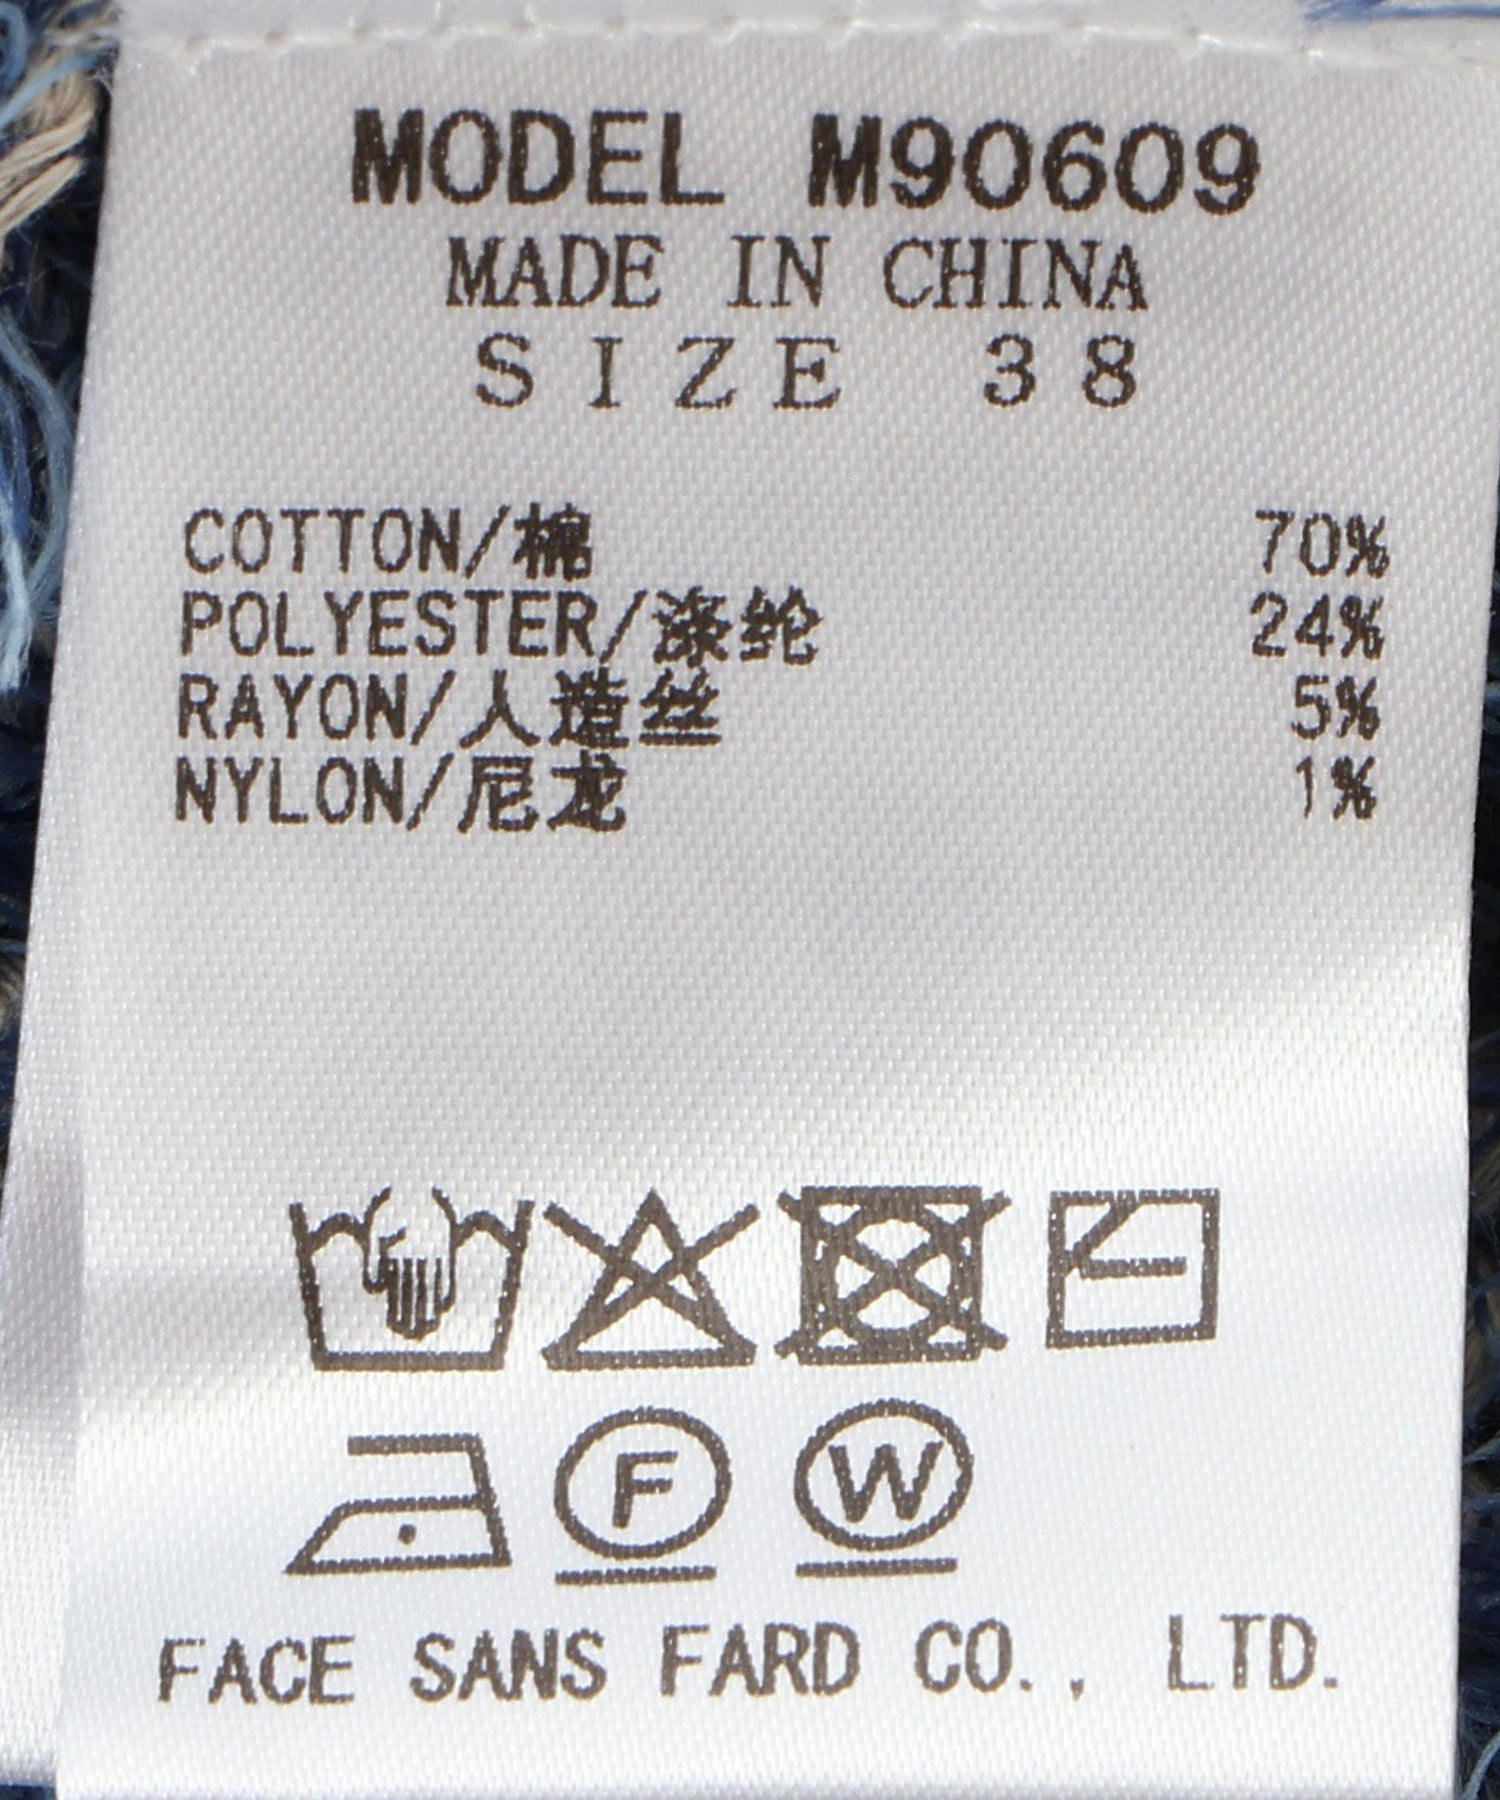 MODEL M90609
MADE IN CHINA
SIZE 38
COTTON/棉 70%
POLYESTER/涤纶 24%
RAYON/人造丝 5%
NYLON/尼龙 1%
F W
FACE SANS FARD CO., LTD.